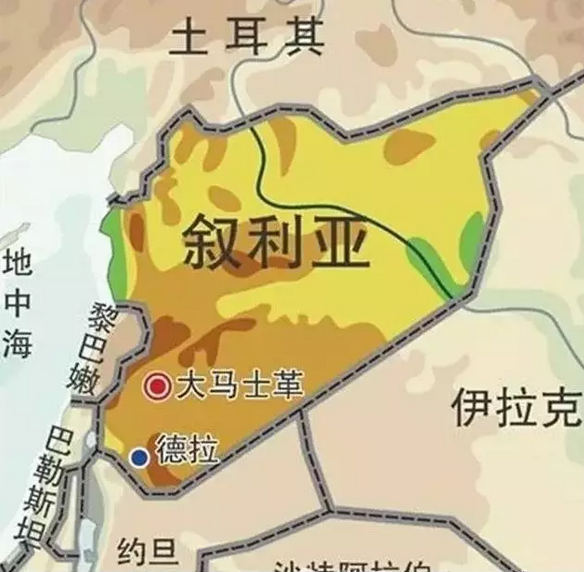 土耳其
叙利亚
地中海
黎巴嫩
大马士革
伊拉克
德拉
巴勒斯坦
约旦
沙特阿拉伯